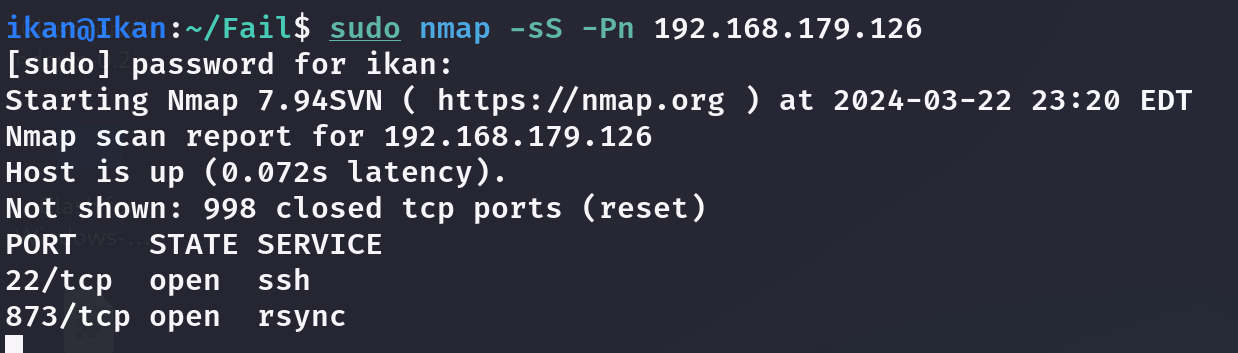 ikan@Ikan:~/Fail$ sudo nmap -sS -Pn 192.168.179.126
[sudo] password for ikan:
Starting Nmap 7.94SVN ( https://nmap.org ) at 2024-03-22 23:20 EDT
Nmap scan report for 192.168.179.126
Host is up (0.072s latency).
Not shown: 998 closed tcp ports (reset)
PORT    STATE SERVICE
22/tcp  open  ssh
873/tcp open  rsync